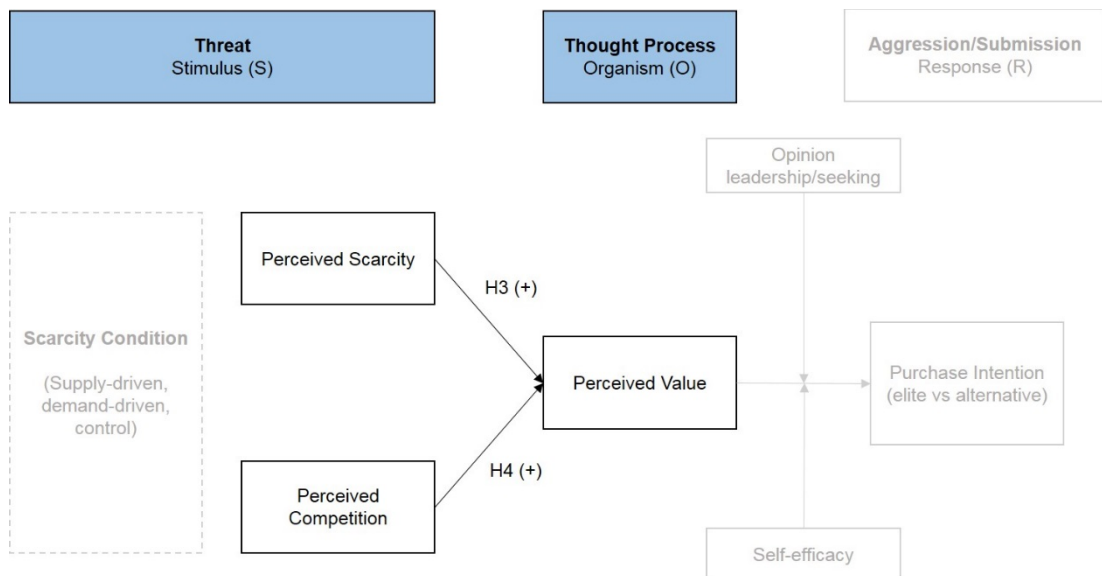 Threat
Stimulus (S)
Thought Process
Organism (O)
Aggression/Submission
Response (R)
Opinion
leadership/seeking
Perceived Scarcity
H3 (+)
Scarcity Condition
(Supply-driven,
demand-driven,
control)
Perceived Value
Purchase Intention
(elite vs alternative)
H4 (+)
Perceived
Competition
Self-efficacy